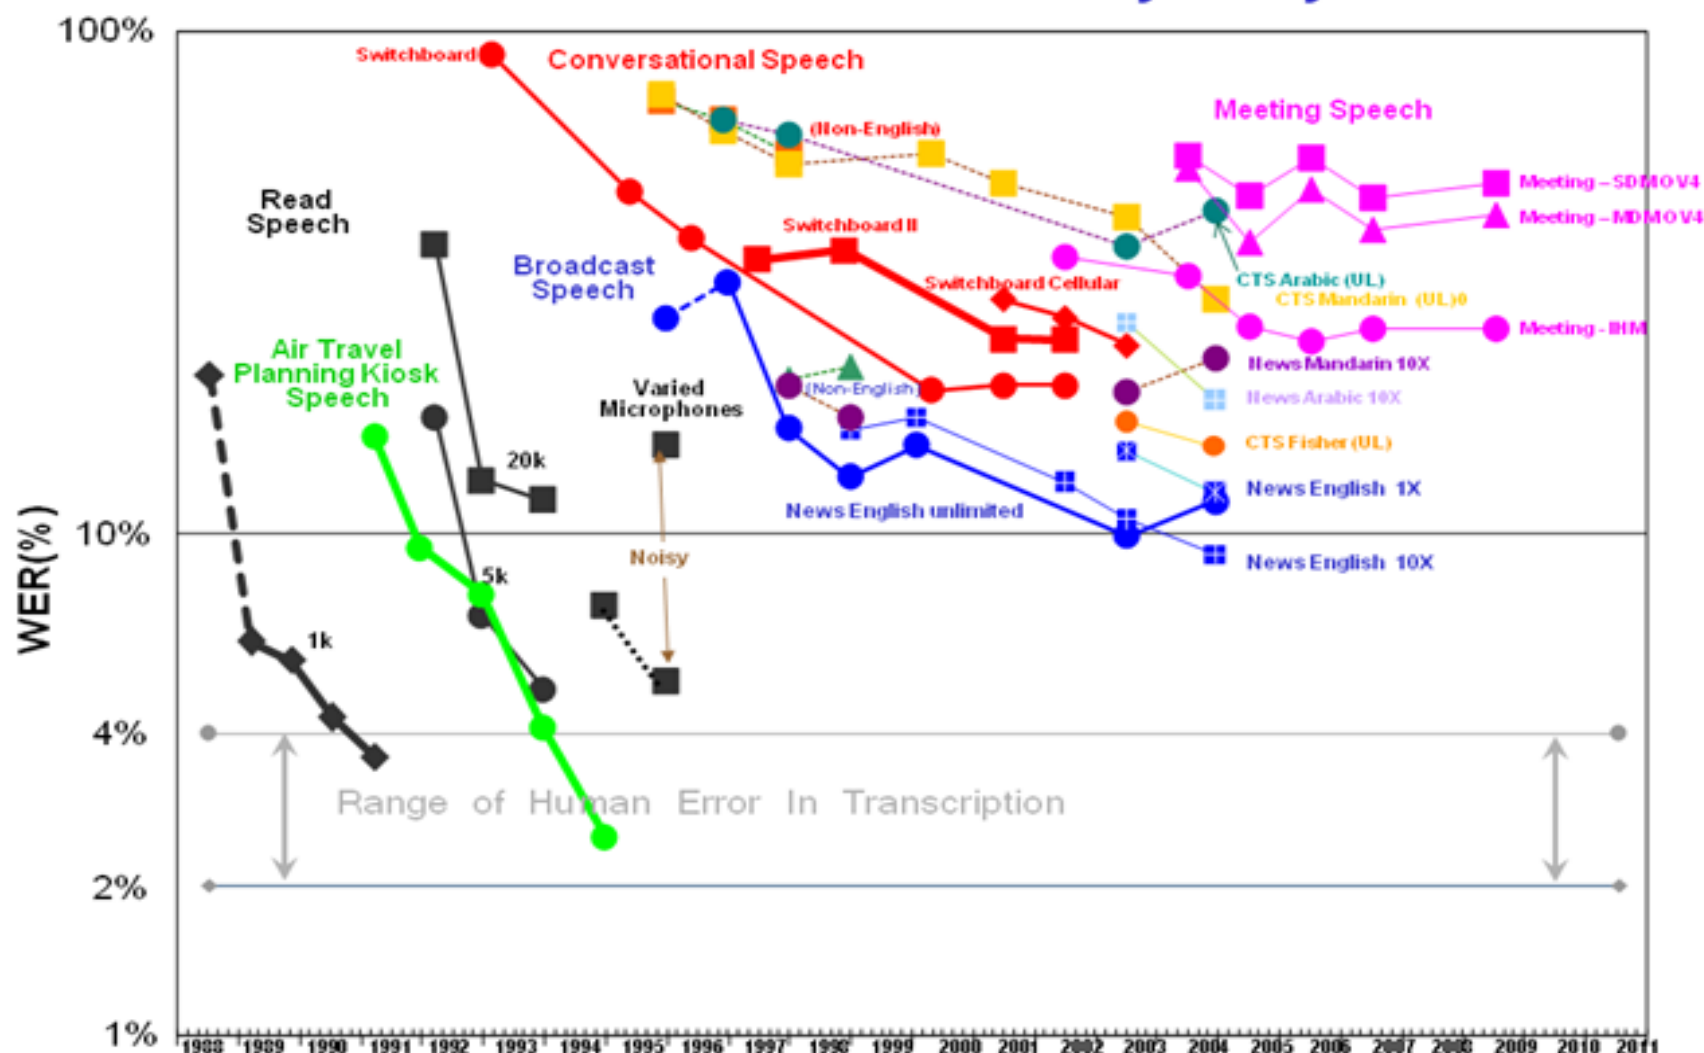 100%
Switchboard
Conversational Speech
Meeting Speech
(Non-English)
Meeting – SDM OV4
Read
Speech
Meeting – MDM OV4
Switchboard II
Broadcast
Speech
CTS Arabic (UL)
Switchboard Cellular
CTS Mandarin (UL)0
Meeting - IHM
Air Travel
Planning Kiosk
Speech
News Mandarin 10X
Varied
Microphones
(Non-English)
News Arabic 10X
CTS Fisher (UL)
20k
News English 1X
News English unlimited
10%
Noisy
News English 10X
5k
WER(%)
1k
4%
Range of Human Error In Transcription
2%
1%
1988 1989 1990 1991 1992 1993 1994 1995 1996 1997 1998 1999 2000 2001 2002 2003 2004 2005 2006 2007 2008 2009 2010 2011